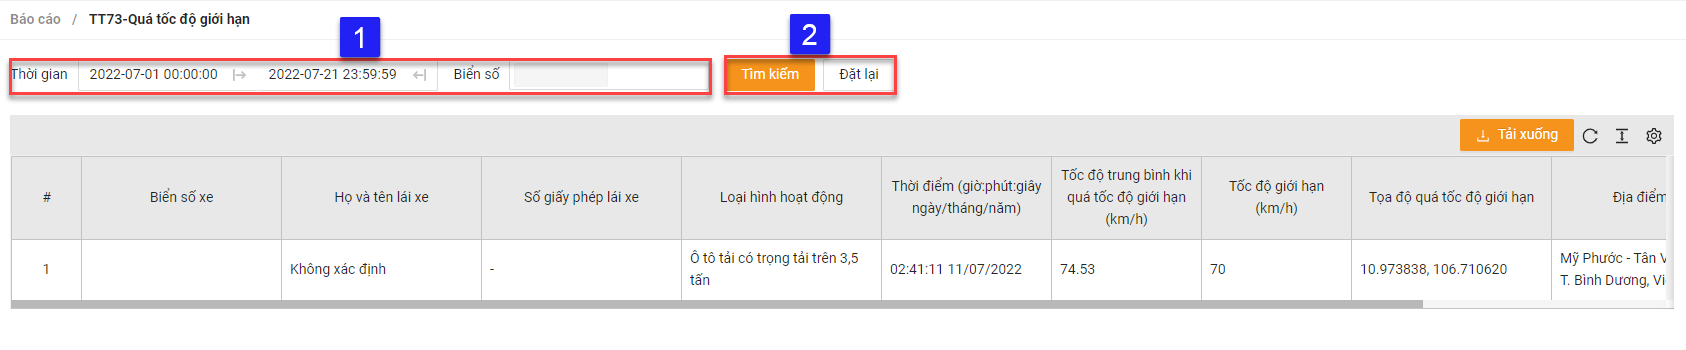 Báo cáo / TT73-Quá tốc độ giới hạn
1
2
Thời gian 2022-07-01 00:00:00 2022-07-21 23:59:59 Biển số Tìm kiếm Đặt lại
Tải xuống
# Biển số xe Họ và tên lái xe Số giấy phép lái xe Loại hình hoạt động Thời điểm (giờ:phút:giây ngày/tháng/năm) Tốc độ trung bình khi quá tốc độ giới hạn (km/h) Tốc độ giới hạn (km/h) Tọa độ quá tốc độ giới hạn Địa điểm
1 Không xác định - Ô tô tải có trọng tải trên 3,5 tấn 02:41:11 11/07/2022 74.53 70 10.973838, 106.710620 Mỹ Phước - Tân V T. Bình Dương, Vi